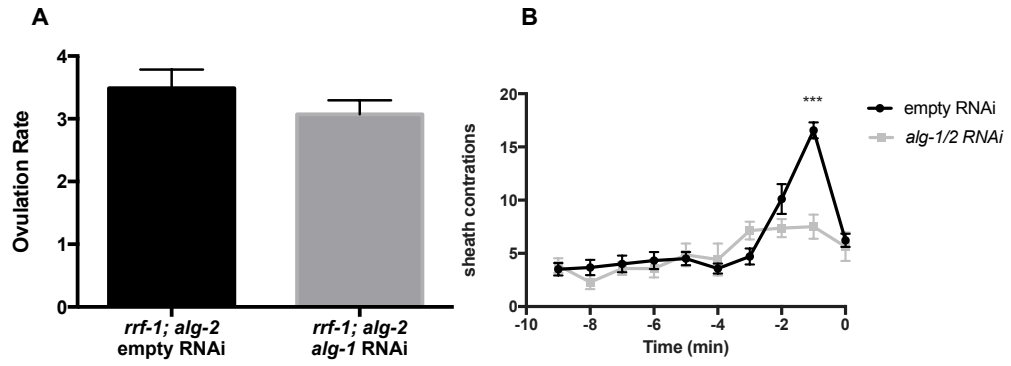 A
B
Ovulation Rate
4
3
2
1
0
rrf-1; alg-2
empty RNAi
rrf-1; alg-2
alg-1 RNAi
sheath contrations
20
15
10
5
0
***
-10
-8
-6
-4
-2
0
Time (min)
empty RNAi
alg-1/2 RNAi